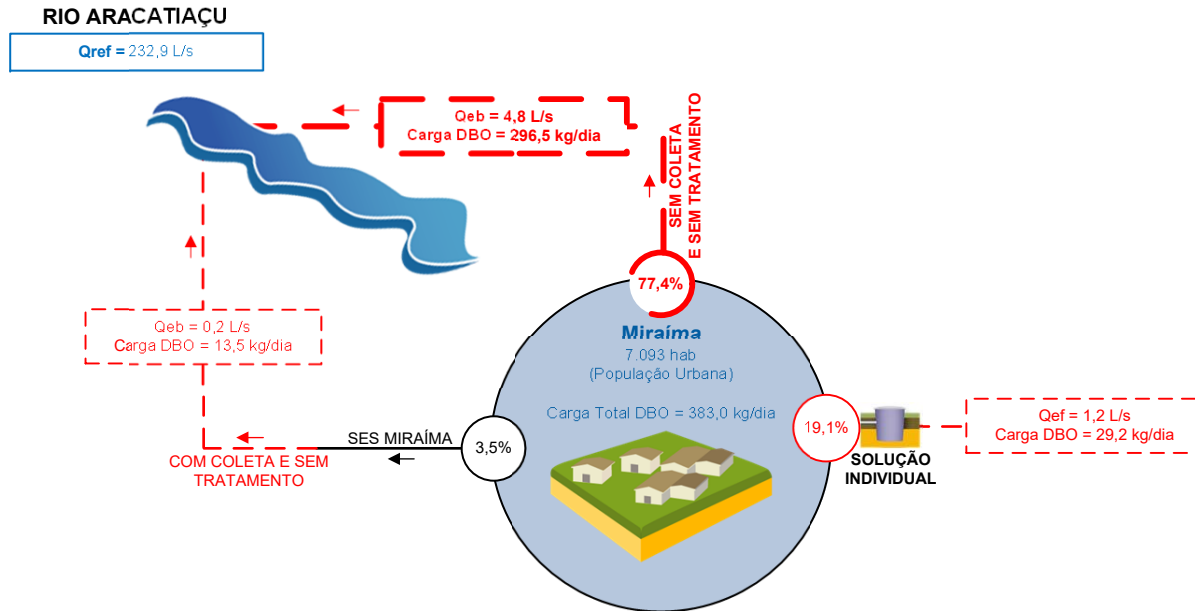 RIO ARACATIAÇU
Qref = 232,9 L/s
Qeb = 4,8 L/s
Carga DBO = 296,5 kg/dia
SEM COLETA
E SEM TRATAMENTO
77,4%
Qeb = 0,2 L/s
Carga DBO = 13,5 kg/dia
Miraíma
7.093 hab
(População Urbana)
Carga Total DBO = 383,0 kg/dia
SES MIRAÍMA
3,5%
COM COLETA E SEM
TRATAMENTO
19,1%
SOLUÇÃO
INDIVIDUAL
Qef = 1,2 L/s
Carga DBO = 29,2 kg/dia